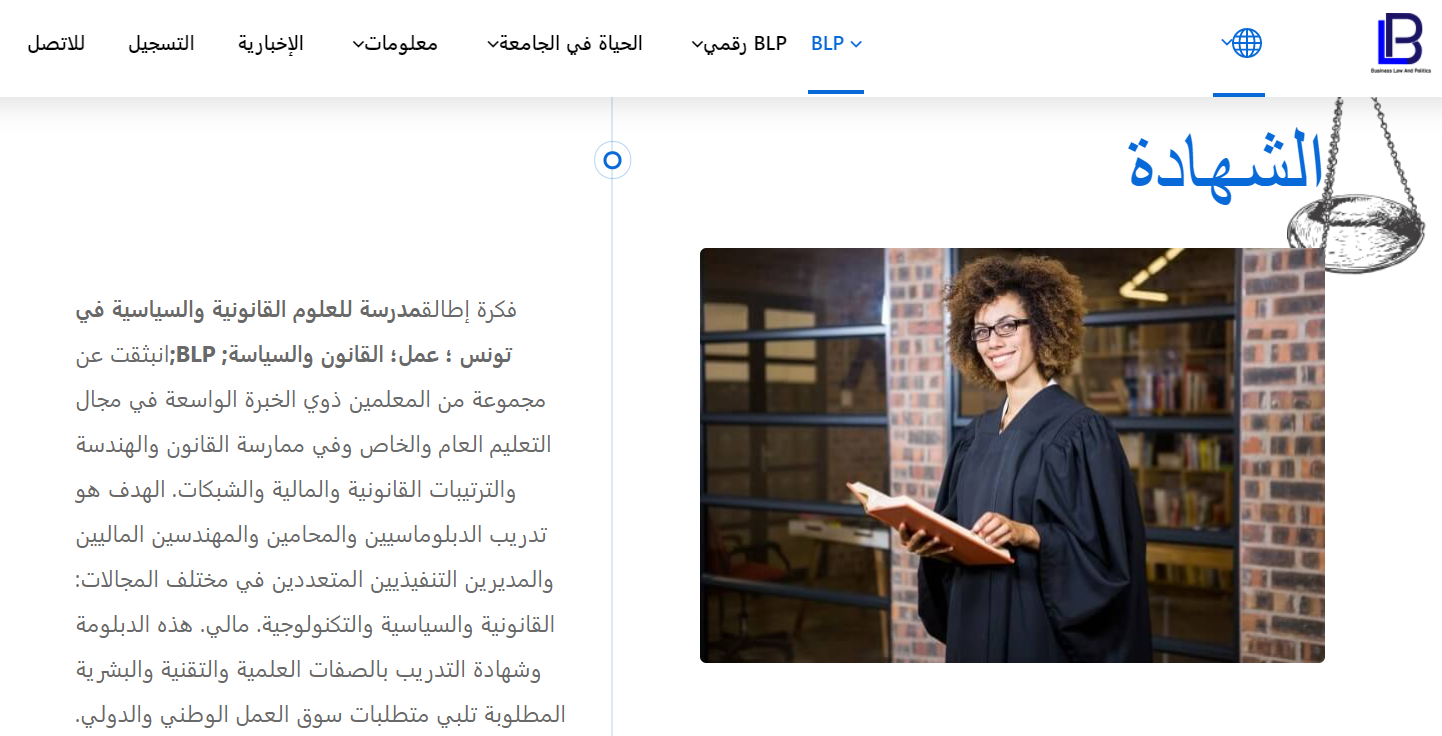 Business Law And Politics
BLP
BLP رقمي
الحياة في الجامعة
معلومات
الإخبارية
التسجيل
للاتصل
الشهادة
فكرة إطالقمدرسة للعلوم القانونية والسياسية في
تونس ؛ عمل؛ القانون والسياسة; BLP;انبثقت عن
مجموعة من المعلمين ذوي الخبرة الواسعة في مجال
التعليم العام والخاص وفي ممارسة القانون والهندسة
والترتيبات القانونية والمالية والشبكات. الهدف هو
تدريب الدبلوماسيين والمحامين والمهندسين الماليين
والمديرين التنفيذيين المتعددين في مختلف المجالات:
القانونية والسياسية والتكنولوجية. مالي. هذه الدبلومة
وشهادة التدريب بالصفات العلمية والتقنية والبشرية
المطلوبة تلبي متطلبات سوق العمل الوطني والدولي.